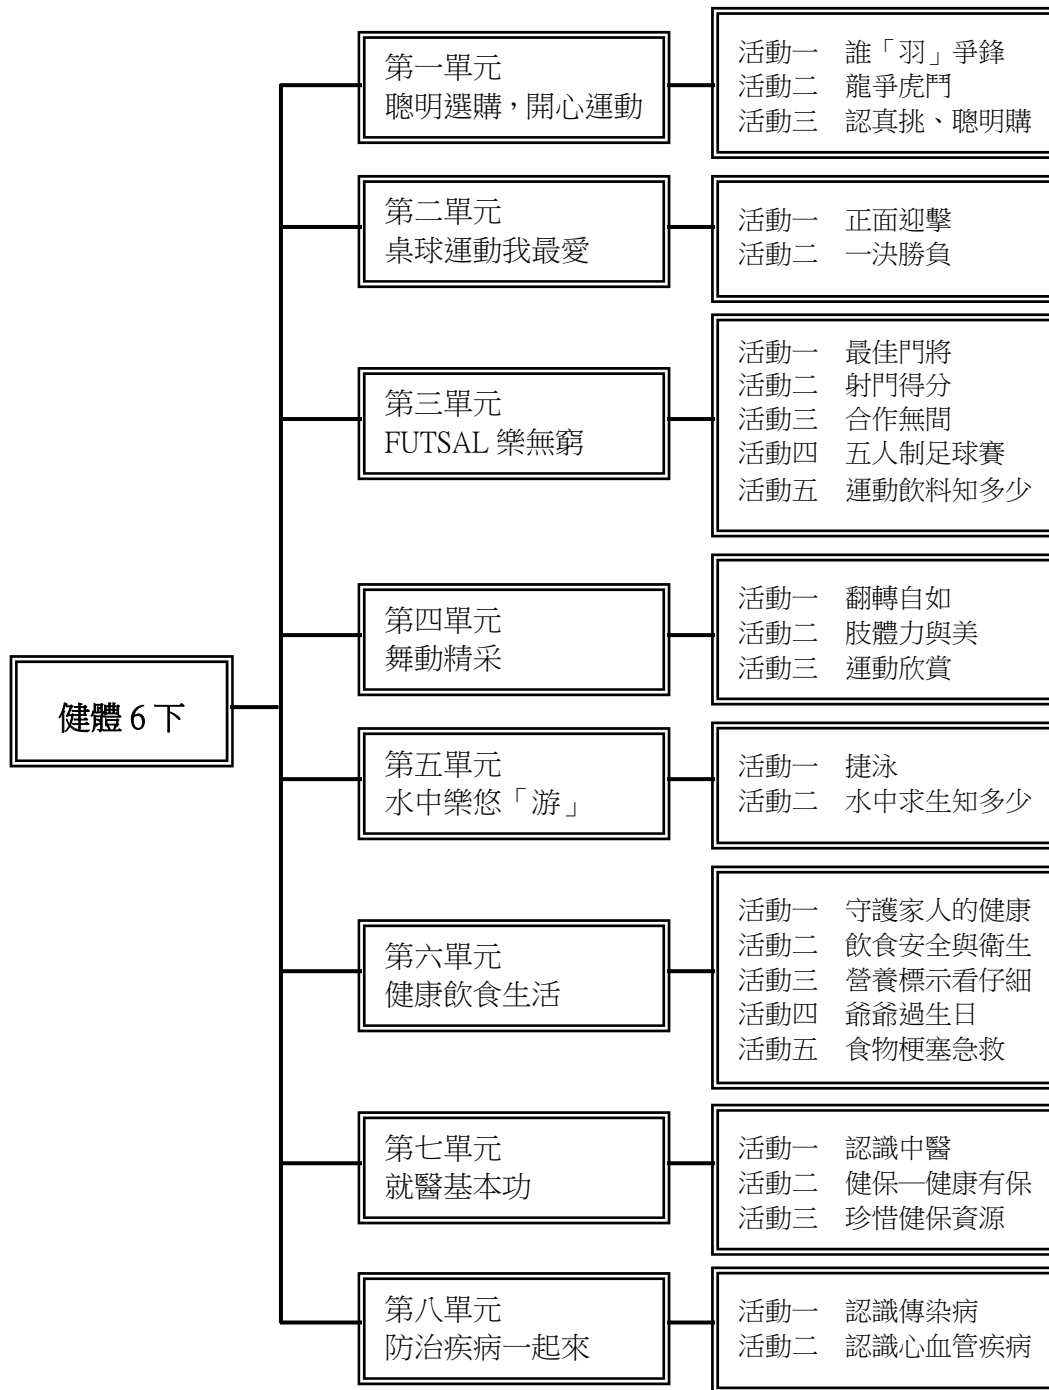 健體 6 下
第一單元
聰明選購，開心運動
活動一　誰「羽」爭鋒
活動二　龍爭虎鬥
活動三　認真挑、聰明購
第二單元
桌球運動我最愛
活動一　正面迎擊
活動二　一決勝負
第三單元
FUTSAL 樂無窮
活動一　最佳門將
活動二　射門得分
活動三　合作無間
活動四　五人制足球賽
活動五　運動飲料知多少
第四單元
舞動精采
活動一　翻轉自如
活動二　肢體力與美
活動三　運動欣賞
第五單元
水中樂悠「游」
活動一　捷泳
活動二　水中求生知多少
第六單元
健康飲食生活
活動一　守護家人的健康
活動二　飲食安全與衛生
活動三　營養標示看仔細
活動四　爺爺過生日
活動五　食物梗塞急救
第七單元
就醫基本功
活動一　認識中醫
活動二　健保—健康有保
活動三　珍惜健保資源
第八單元
防治疾病一起來
活動一　認識傳染病
活動二　認識心血管疾病